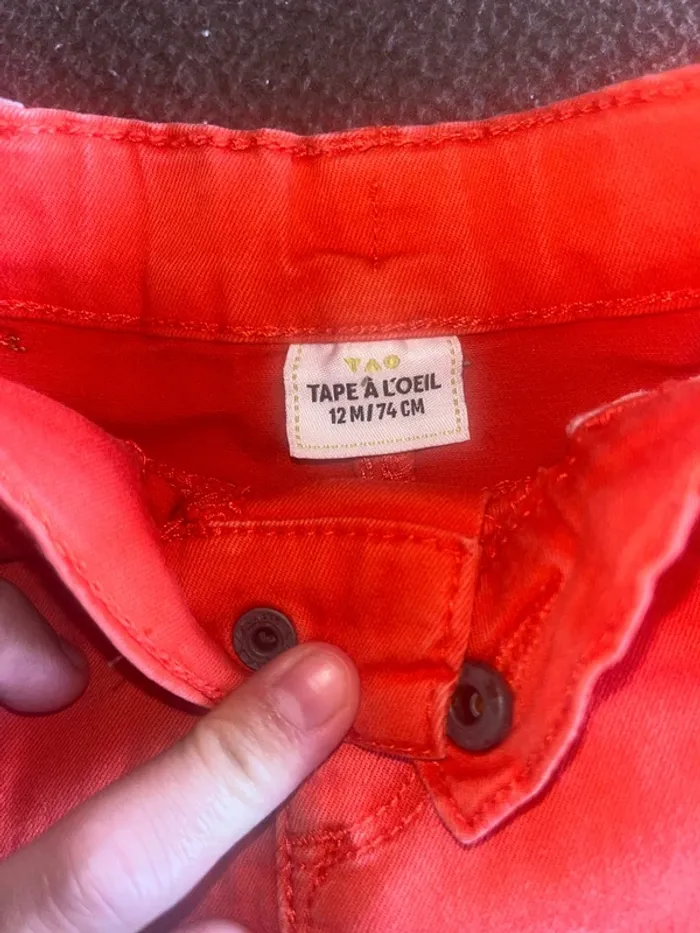 TAO
TAPE À L'OEIL
12 M / 74 CM